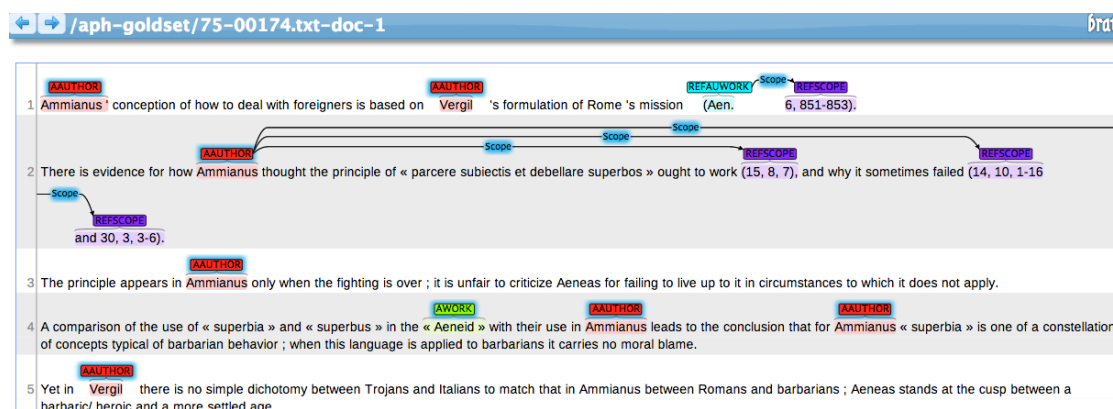 /aph-goldset/75-00174.txt-doc-1 brat
AAUTHOR AAUTHOR REFAUWORK Scope REFSCOPE
1 Ammianus ' conception of how to deal with foreigners is based on Vergil 's formulation of Rome 's mission (Aen. 6, 851-853).
Scope
Scope
Scope
AAUTHOR REFSCOPE REFSCOPE
2 There is evidence for how Ammianus thought the principle of « parcere subiectis et debellare superbos » ought to work (15, 8, 7), and why it sometimes failed (14, 10, 1-16
Scope
REFSCOPE
and 30, 3, 3-6).
AAUTHOR
3 The principle appears in Ammianus only when the fighting is over ; it is unfair to criticize Aeneas for failing to live up to it in circumstances to which it does not apply.
AWORK AAUTHOR AAUTHOR
4 A comparison of the use of « superbia » and « superbus » in the « Aeneid » with their use in Ammianus leads to the conclusion that for Ammianus « superbia » is one of a constellation
of concepts typical of barbarian behavior ; when this language is applied to barbarians it carries no moral blame.
AAUTHOR
5 Yet in Vergil there is no simple dichotomy between Trojans and Italians to match that in Ammianus between Romans and barbarians ; Aeneas stands at the cusp between a
barbaric/ heroic and a more settled age